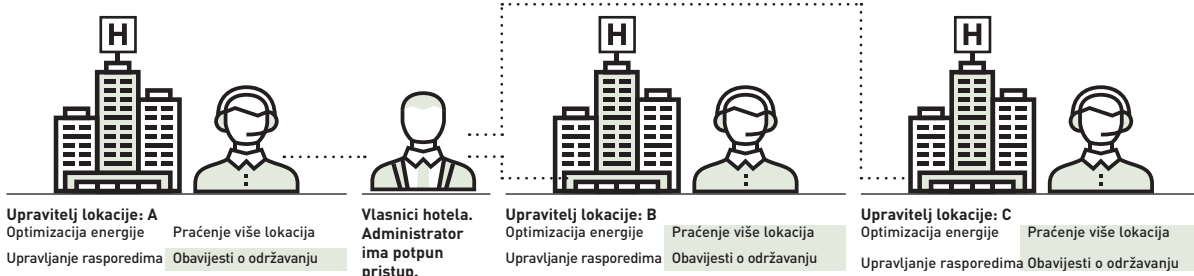 H
H
H
Upravitelj lokacije: A
Optimizacija energije Praćenje više lokacija
Upravljanje rasporedima Obavijesti o održavanju
Vlasnici hotela.
Administrator
ima potpun
pristup.
Upravitelj lokacije: B
Optimizacija energije Praćenje više lokacija
Upravljanje rasporedima Obavijesti o održavanju
Upravitelj lokacije: C
Optimizacija energije Praćenje više lokacija
Upravljanje rasporedima Obavijesti o održavanju